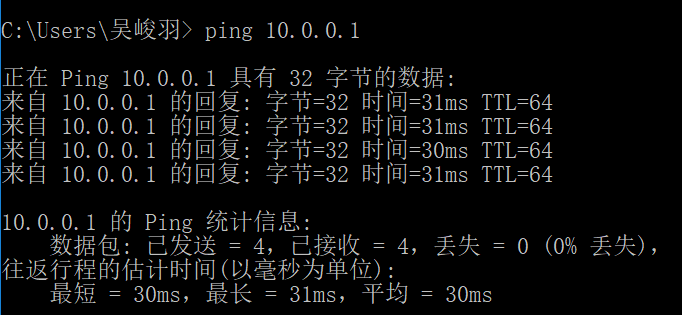 C:\Users\吴峻羽> ping 10.0.0.1
正在 Ping 10.0.0.1 具有 32 字节的数据:
来自 10.0.0.1 的回复: 字节=32 时间=31ms TTL=64
来自 10.0.0.1 的回复: 字节=32 时间=31ms TTL=64
来自 10.0.0.1 的回复: 字节=32 时间=30ms TTL=64
来自 10.0.0.1 的回复: 字节=32 时间=31ms TTL=64
10.0.0.1 的 Ping 统计信息:
数据包: 已发送 = 4，已接收 = 4，丢失 = 0 (0% 丢失)，
往返行程的估计时间(以毫秒为单位):
最短 = 30ms，最长 = 31ms，平均 = 30ms